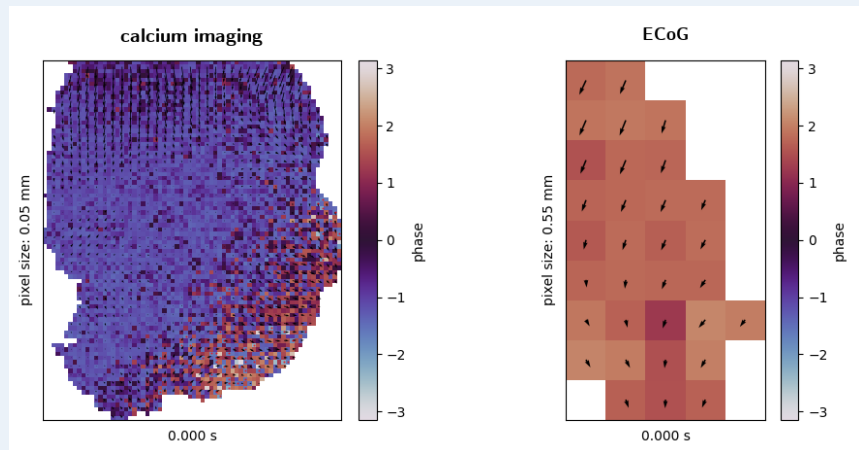 calcium imaging
pixel size: 0.05 mm
3
2
1
0
−1
−2
−3
phase
0.000 s
ECoG
pixel size: 0.55 mm
3
2
1
0
−1
−2
−3
phase
0.000 s